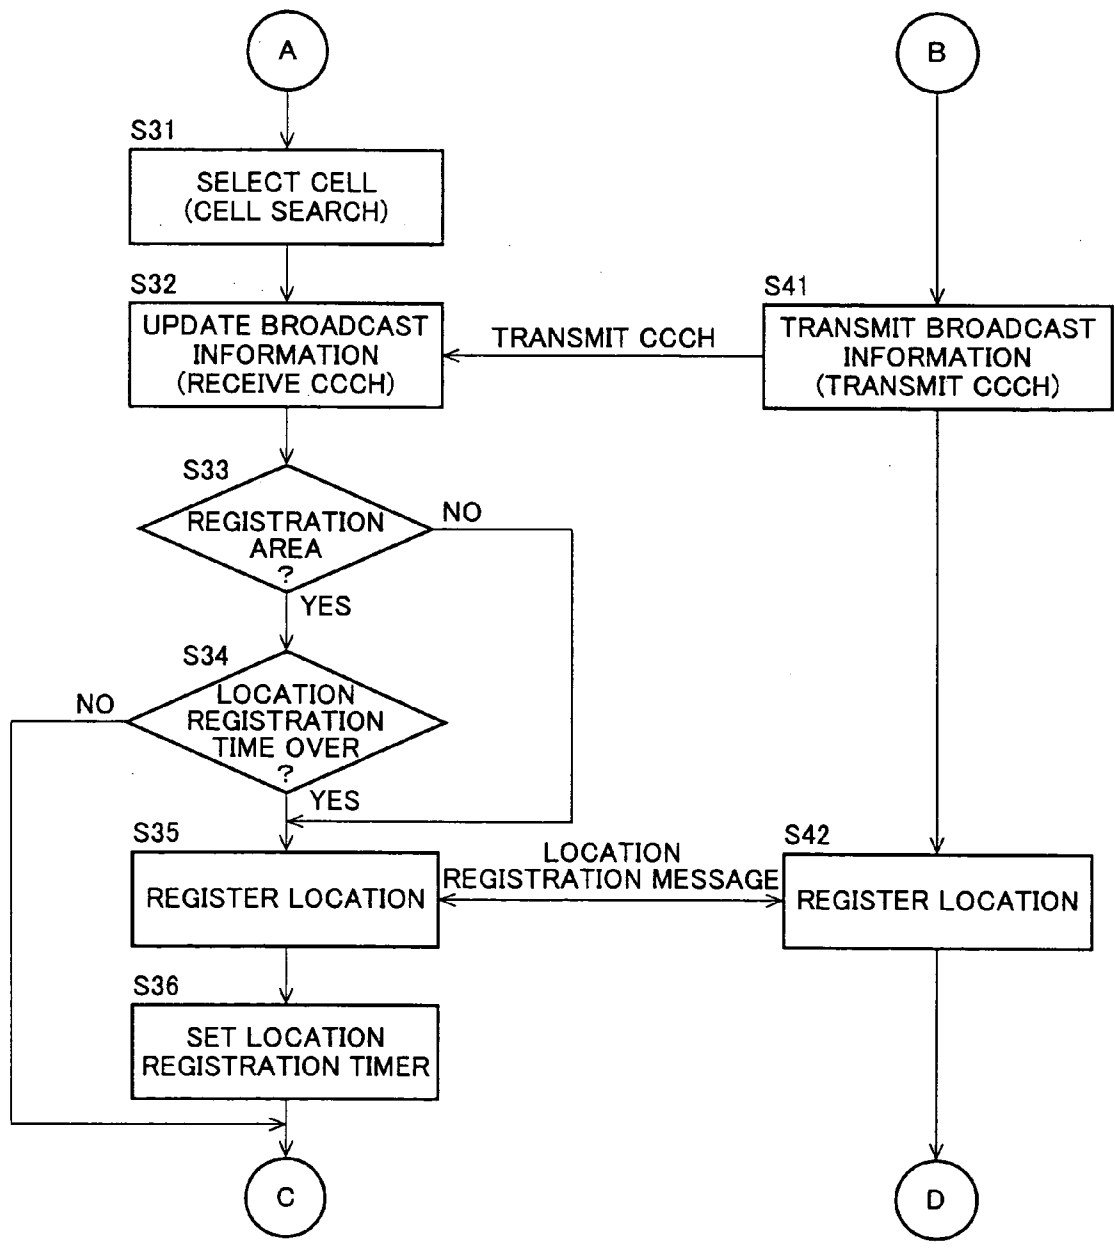 A
B
S31
SELECT CELL
(CELL SEARCH)
S32
UPDATE BROADCAST
INFORMATION
(RECEIVE CCCH)
TRANSMIT CCCH
S41
TRANSMIT BROADCAST
INFORMATION
(TRANSMIT CCCH)
S33
REGISTRATION
AREA
?
NO
YES
S34
LOCATION
REGISTRATION
TIME OVER
?
NO
YES
S35
REGISTER LOCATION
LOCATION
REGISTRATION MESSAGE
S42
REGISTER LOCATION
S36
SET LOCATION
REGISTRATION TIMER
C
D